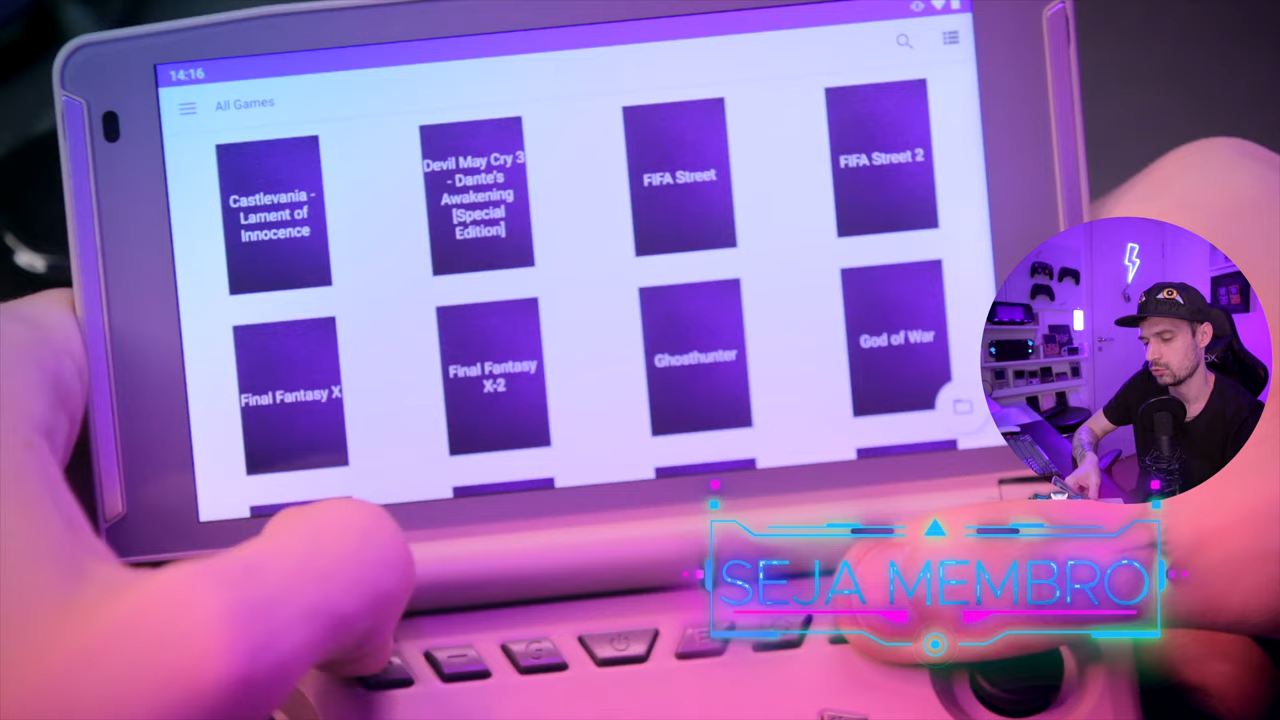 14:16
All Games
Castlevania -
Lament of
Innocence
Devil May Cry 3
- Dante's
Awakening
[Special
Edition]
FIFA Street
FIFA Street 2
Final Fantasy X
Final Fantasy
X-2
Ghosthunter
God of War
SEJA MEMBRO